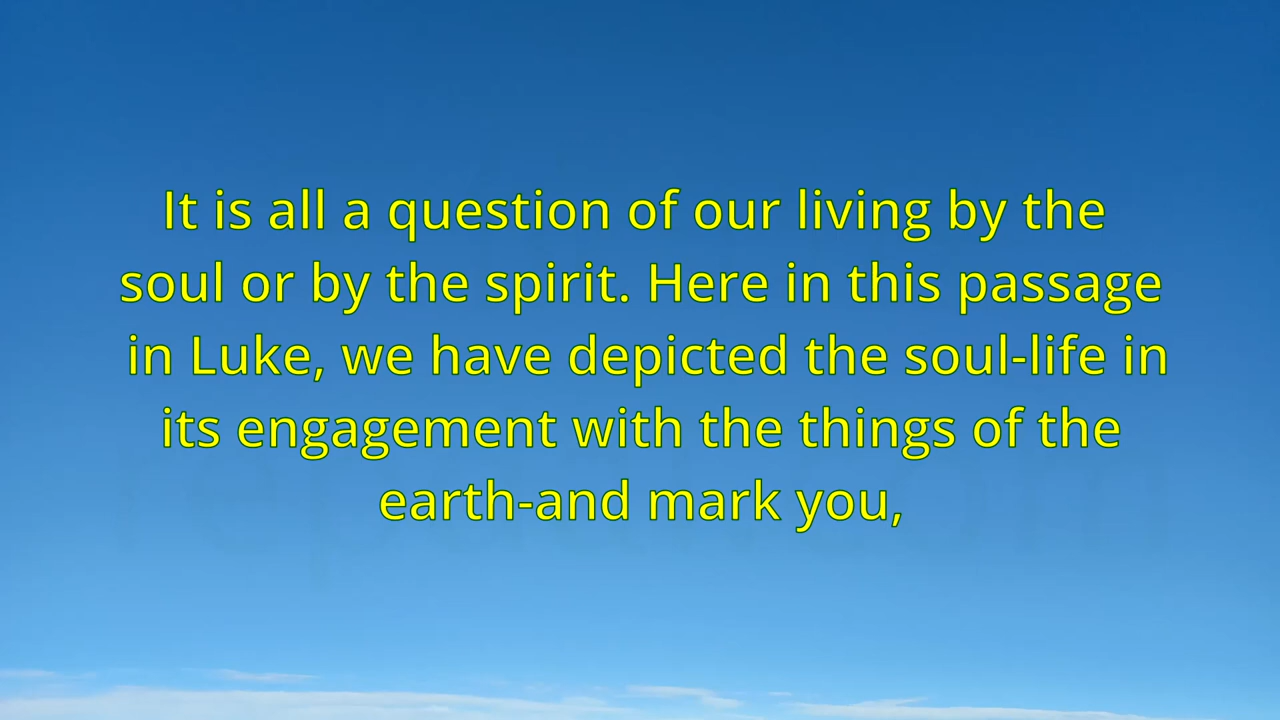 It is all a question of our living by the
soul or by the spirit. Here in this passage
in Luke, we have depicted the soul-life in
its engagement with the things of the
earth-and mark you,